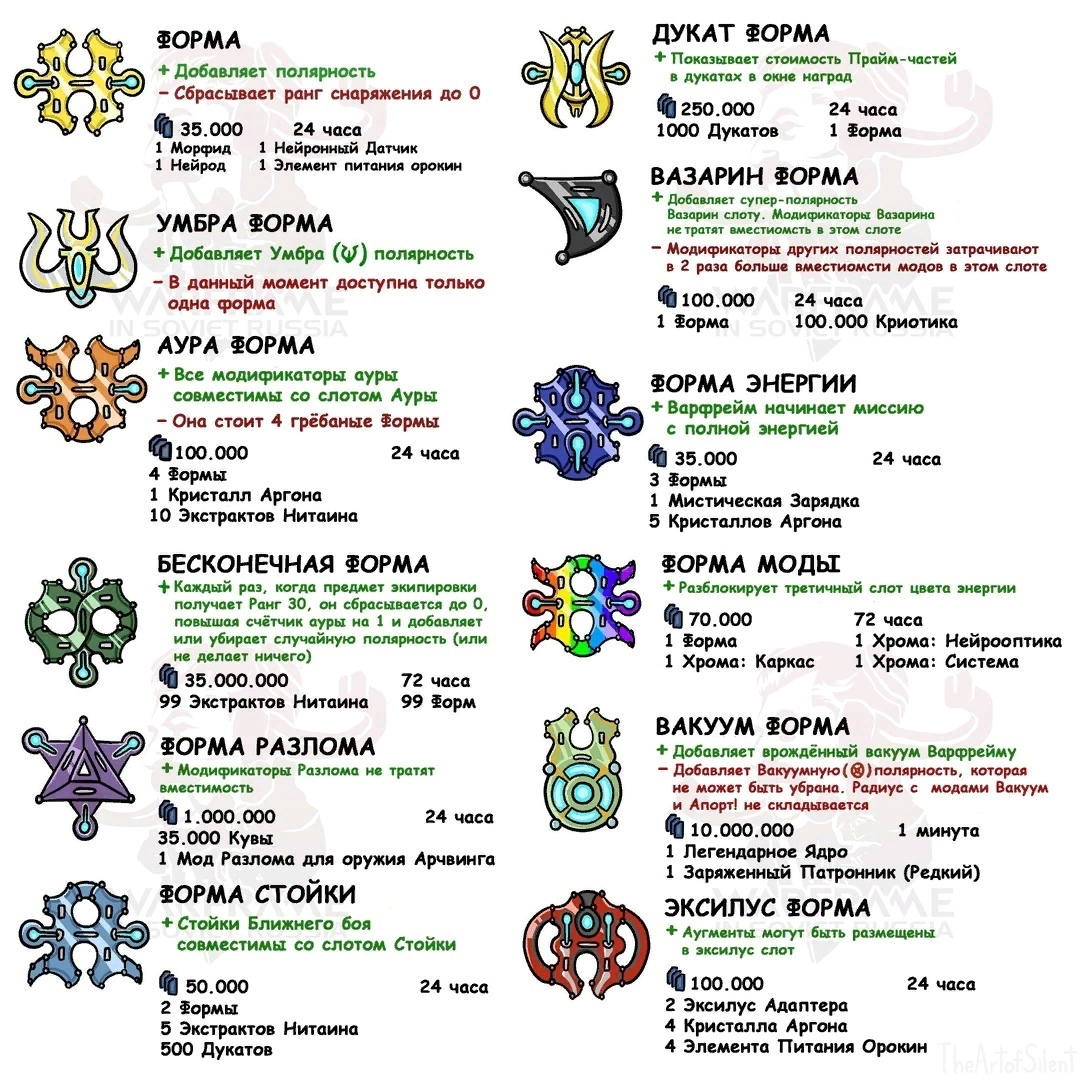 ФОРМА
+ Добавляет полярность
- Сбрасывает ранг снаряжения до 0
35.000 24 часа
1 Морфид 1 Нейронный Датчик
1 Нейрод 1 Элемент питания орокин
УМБРА ФОРМА
+ Добавляет Умбра ( ) полярность
- В данный момент доступна только
одна форма
АУРА ФОРМА
+ Все модификаторы ауры
совместимы со слотом Ауры
- Она стоит 4 грёбаные Формы
100.000 24 часа
4 Формы
1 Кристалл Аргона
10 Экстрактов Нитаина
БЕСКОНЕЧНАЯ ФОРМА
+ Каждый раз, когда предмет экипировки
получает Ранг 30, он сбрасывается до 0,
повышая счётчик ауры на 1 и добавляет
или убирает случайную полярность (или
не делает ничего)
35.000.000 72 часа
99 Экстрактов Нитаина 99 Форм
ФОРМА РАЗЛОМА
+ Модификаторы Разлома не тратят
вместимость
1.000.000 24 часа
35.000 Кувы
1 Мод Разлома для оружия Арчвинга
ФОРМА СТОЙКИ
+ Стойки Ближнего боя
совместимы со слотом Стойки
50.000 24 часа
2 Формы
5 Экстрактов Нитаина
500 Дукатов
ДУКАТ ФОРМА
+ Показывает стоимость Прайм-частей
в дукатах в окне наград
250.000 24 часа
1000 Дукатов 1 Форма
ВАЗАРИН ФОРМА
+ Добавляет супер-полярность
Вазарин слоту. Модификаторы Вазарина
не тратят вместиомсть в этом слоте
- Модификаторы других полярностей затрачивают
в 2 раза больше вместиомсти модов в этом слоте
100.000 24 часа
1 Форма 100.000 Криотика
ФОРМА ЭНЕРГИИ
+ Варфрейм начинает миссию
с полной энергией
35.000 24 часа
3 Формы
1 Мистическая Зарядка
5 Кристаллов Аргона
ФОРМА МОДЫ
+ Разблокирует третичный слот цвета энергии
70.000 72 часа
1 Форма 1 Хрома: Нейрооптика
1 Хрома: Каркас 1 Хрома: Система
ВАКУУМ ФОРМА
+ Добавляет врождённый вакуум Варфрейму
- Добавляет Вакуумную ( ) полярность, которая
не может быть убрана. Радиус с модами Вакуум
и Апорт! не складывается
10.000.000 1 минута
1 Легендарное Ядро
1 Заряженный Патронник (Редкий)
ЭКСИЛУС ФОРМА
+ Аугменты могут быть размещены
в эксилус слот
100.000 24 часа
2 Эксилус Адаптера
4 Кристалла Аргона
4 Элемента Питания Орокин
WARFRAME
IN SOVIET RUSSIA
WARFRAME
IN SOVIET RUSSIA
WARFRAME
IN SOVIET RUSSIA
WARFRAME
IN SOVIET RUSSIA
TheArtofSilent